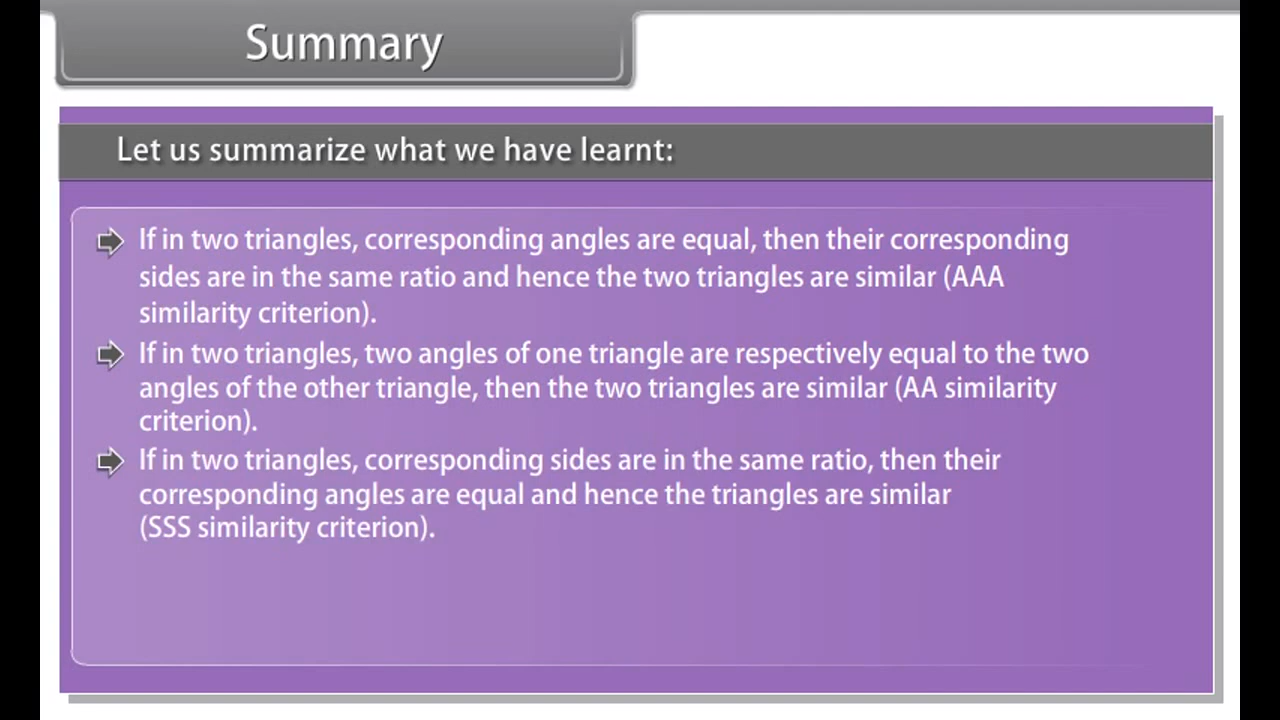 Summary
Let us summarize what we have learnt:
If in two triangles, corresponding angles are equal, then their corresponding
sides are in the same ratio and hence the two triangles are similar (AAA
similarity criterion).
If in two triangles, two angles of one triangle are respectively equal to the two
angles of the other triangle, then the two triangles are similar (AA similarity
criterion).
If in two triangles, corresponding sides are in the same ratio, then their
corresponding angles are equal and hence the triangles are similar
(SSS similarity criterion).